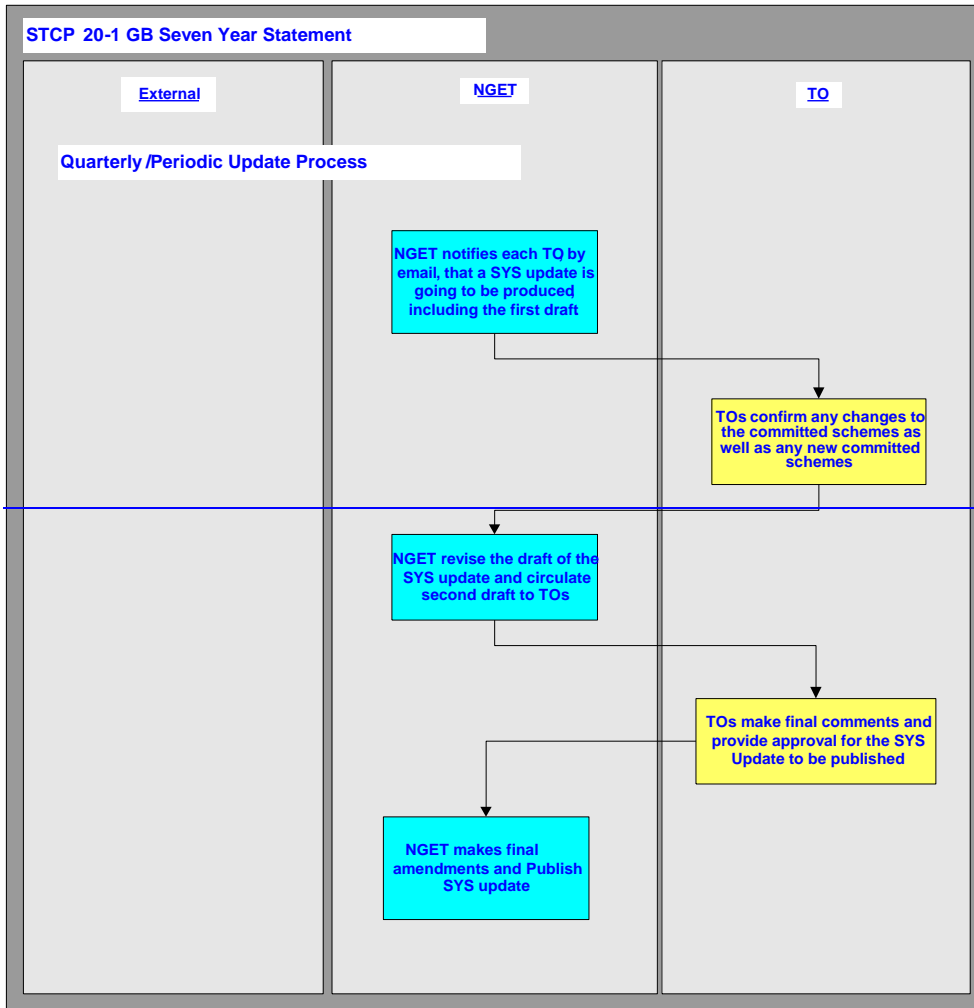 STCP 20-1 GB Seven Year Statement
External
NGET
TO
Quarterly /Periodic Update Process
NGET notifies each TO, by
email, that a SYS update is
going to be produced,
including the first draft
TOs confirm any changes to
the committed schemes as
well as any new committed
schemes
NGET revise the draft of the
SYS update and circulate
second draft to TOs
TOs make final comments and
provide approval for the SYS
Update to be published
NGET makes final
amendments and Publish
SYS update